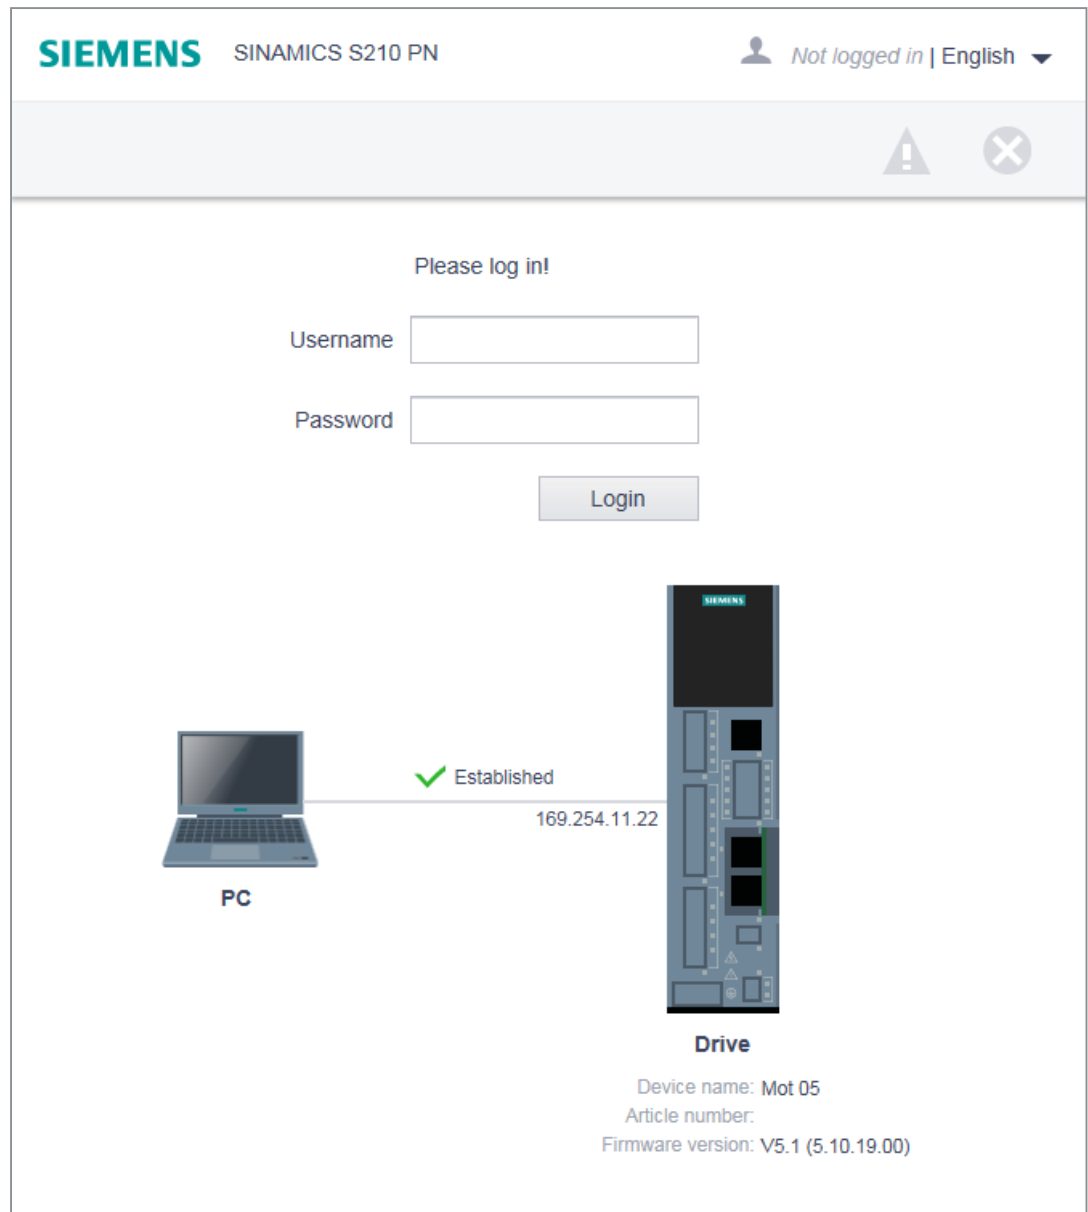 SIEMENS SINAMICS S210 PN Not logged in | English
Please log in!
Username
Password
Login
SIEMENS
Established
169.254.11.22
PC
Drive
Device name: Mot 05
Article number:
Firmware version: V5.1 (5.10.19.00)